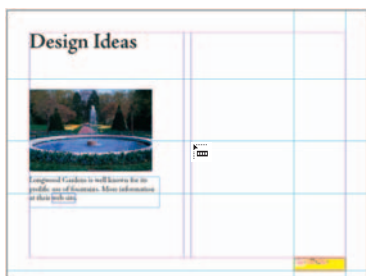 Design Ideas
Longwood Gardens is well known for its
prolific use of fountains. More information
at their web site.